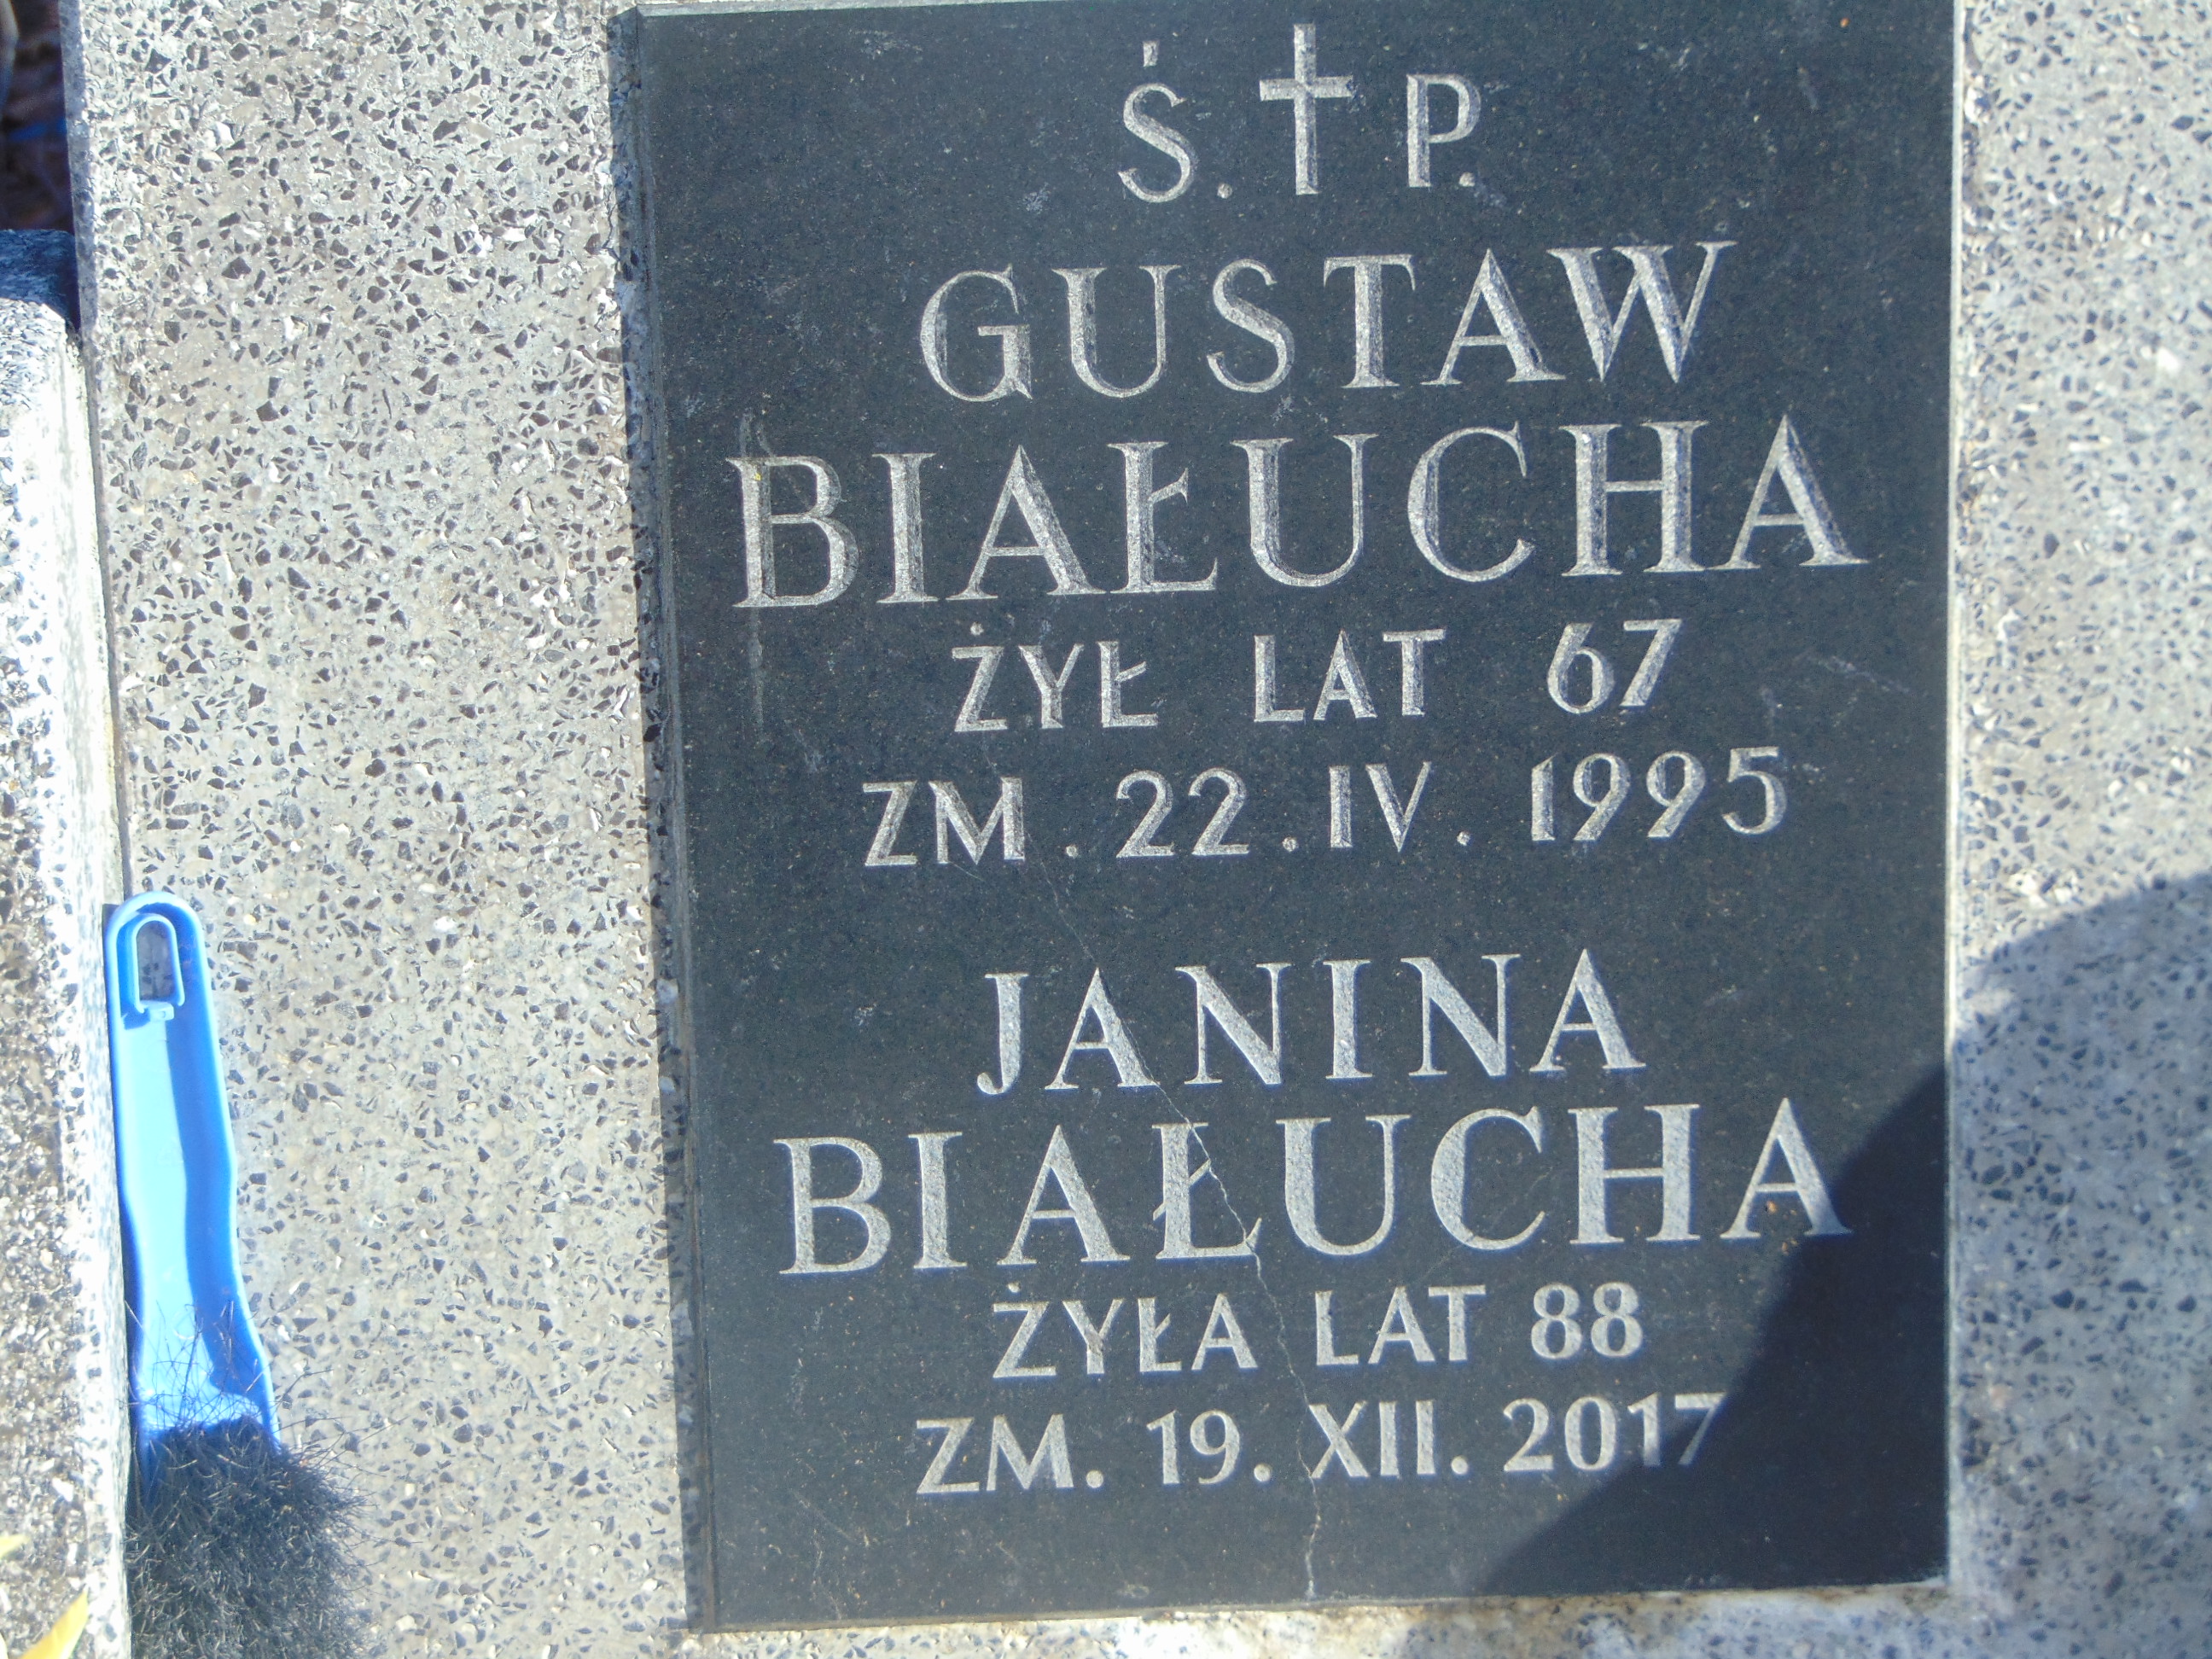 Ś. † P.
GUSTAW
BIAŁUCHA
ŻYŁ LAT 67
ZM. 22. IV. 1995
JANINA
BIAŁUCHA
ŻYŁA LAT 88
ZM. 19. XII. 2017